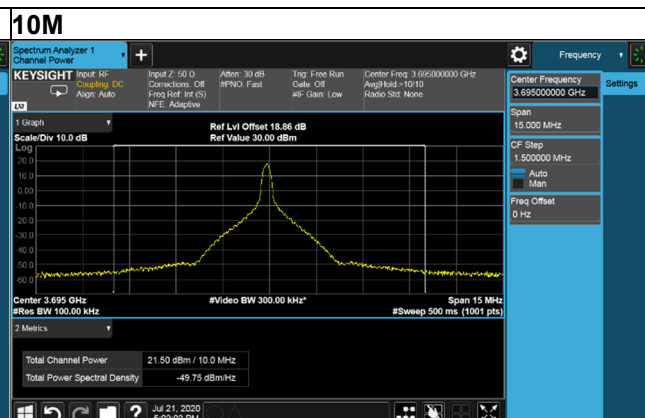 10M
Spectrum Analyzer 1
Channel Power
+
Frequency
KEYSIGHT
Input: RF
Coupling: DC
Align: Auto
Input Z: 50 Ω
Corrections: Off
Freq Ref: Int (S)
NFE: Adaptive
Atten: 30 dB
#PNO: Fast
Trig: Free Run
Gate: Off
#IF Gain: Low
Center Freq: 3.695000000 GHz
Avg|Hold:>10/10
Radio Std: None
LXI
Center Frequency
3.695000000 GHz
Settings
Span
15.000 MHz
CF Step
1.500000 MHz
Auto
Man
Freq Offset
0 Hz
1 Graph
Scale/Div 10.0 dB
Ref Lvl Offset 18.86 dB
Ref Value 30.00 dBm
Log
20.0
10.0
0.00
-10.0
-20.0
-30.0
-40.0
-50.0
-60.0
Center 3.695 GHz
#Video BW 300.00 kHz*
Span 15 MHz
#Res BW 100.00 kHz
#Sweep 500 ms (1001 pts)
2 Metrics
Total Channel Power
21.50 dBm / 10.0 MHz
Total Power Spectral Density
-49.75 dBm/Hz
?
Jul 21, 2020